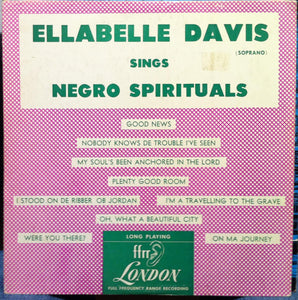 ELLABELLE DAVIS
(SOPRANO)
SINGS
NEGRO SPIRITUALS
GOOD NEWS
NOBODY KNOWS DE TROUBLE I'VE SEEN
MY SOUL'S BEEN ANCHORED IN THE LORD
PLENTY GOOD ROOM
I STOOD ON DE RIBBER OB JORDAN
I'M A TRAVELLING TO THE GRAVE
OH, WHAT A BEAUTIFUL CITY
WERE YOU THERE?
ON MA JOURNEY
LONG PLAYING
ffrr
LONDON
FULL FREQUENCY RANGE RECORDING